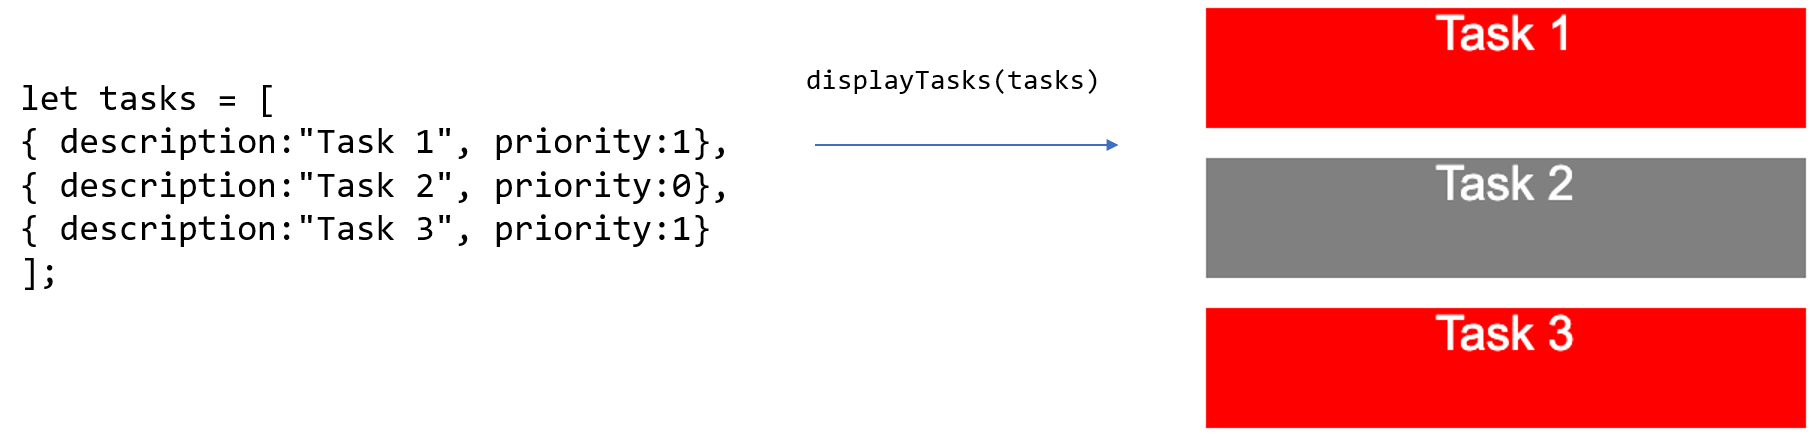 let tasks = [
{ description:"Task 1", priority:1},
{ description:"Task 2", priority:0},
{ description:"Task 3", priority:1}
];
displayTasks(tasks)
Task 1
Task 2
Task 3